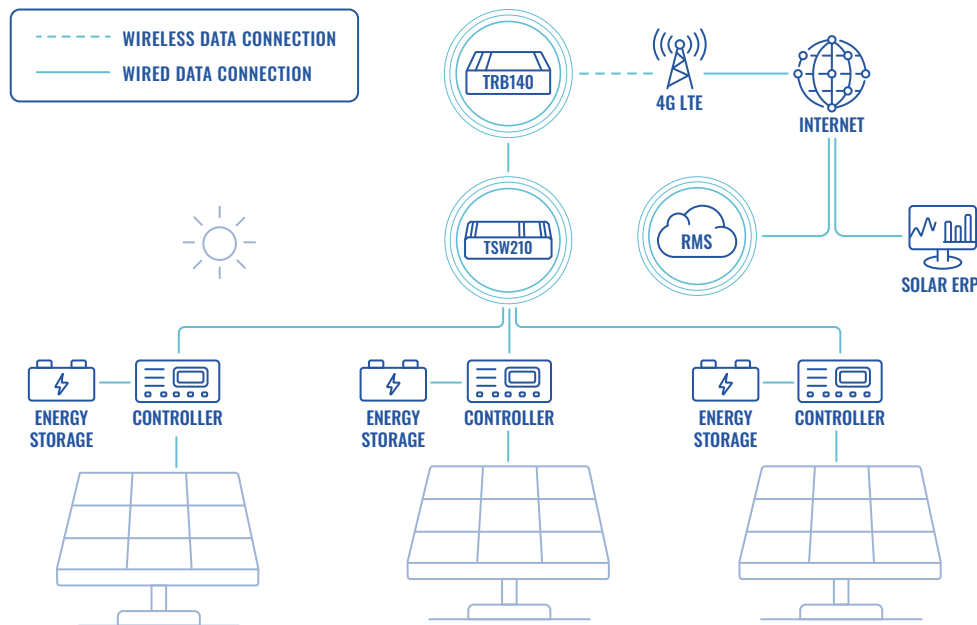 WIRELESS DATA CONNECTION
WIRED DATA CONNECTION
TRB140
4G LTE
INTERNET
TSW210
RMS
SOLAR ERP
ENERGY
STORAGE
CONTROLLER
ENERGY
STORAGE
CONTROLLER
ENERGY
STORAGE
CONTROLLER